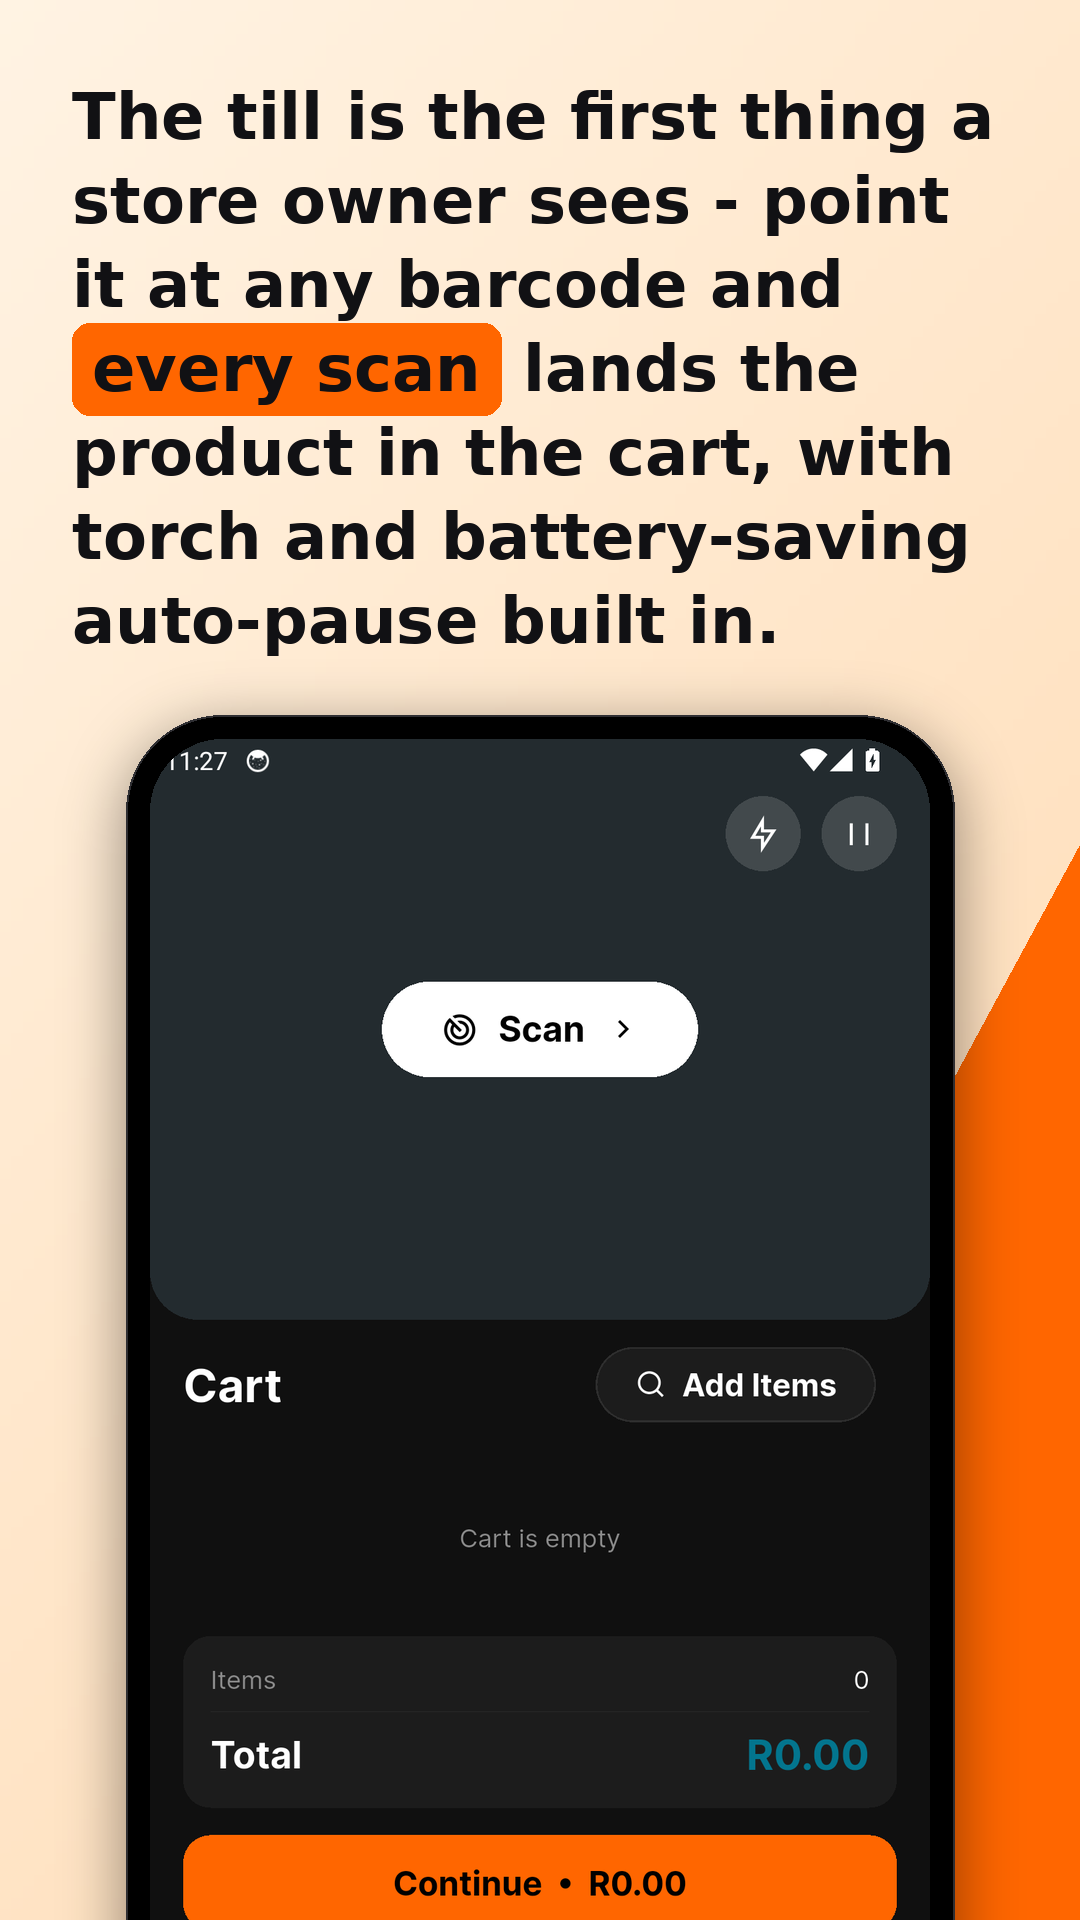 The till is the first thing a
store owner sees - point
it at any barcode and
every scan lands the
product in the cart, with
torch and battery-saving
auto-pause built in.
11:27
Scan
Cart
Add Items
Cart is empty
Items 0
Total R0.00
Continue • R0.00